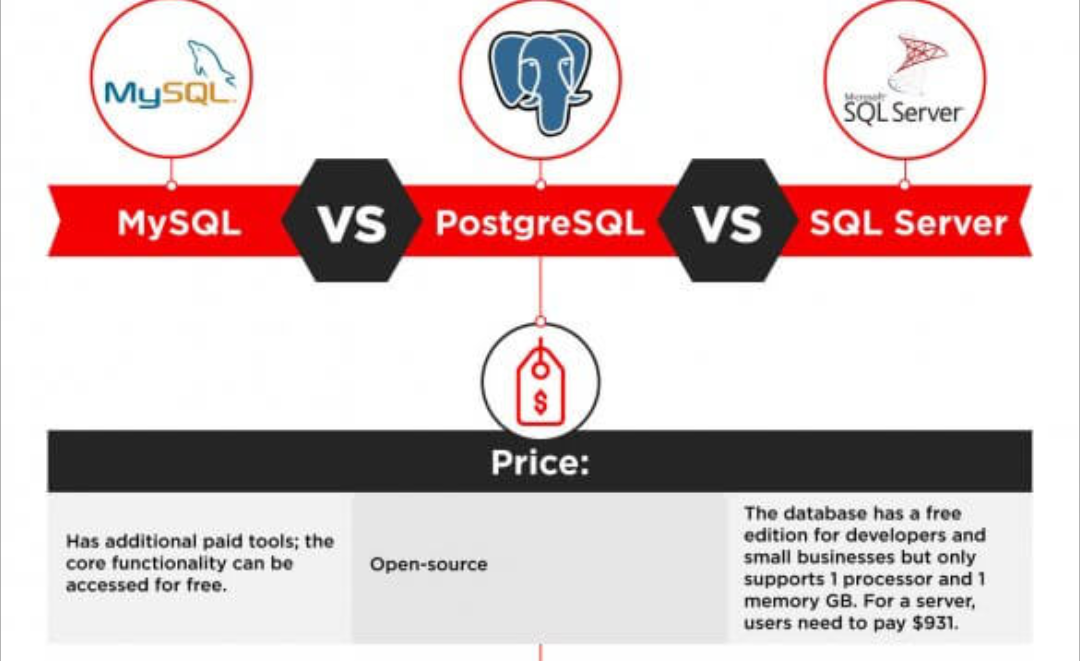 MySQL
Microsoft
SQL Server
MySQL
VS
PostgreSQL
VS
SQL Server
$
Price:
Has additional paid tools; the
core functionality can be
accessed for free.
Open-source
The database has a free
edition for developers and
small businesses but only
supports 1 processor and 1
memory GB. For a server,
users need to pay $931.